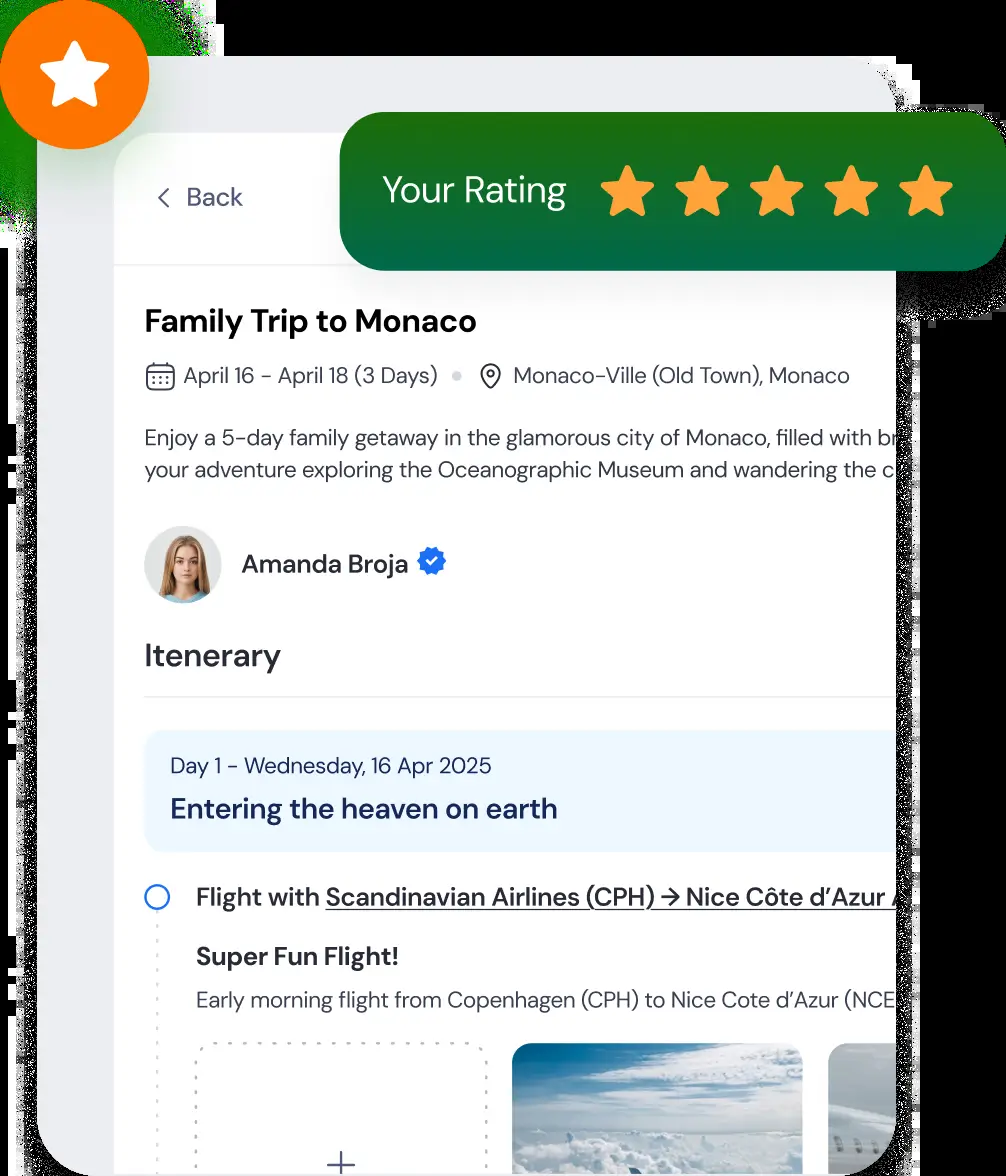 Back
Your Rating
Family Trip to Monaco
April 16 - April 18 (3 Days)
Monaco-Ville (Old Town), Monaco
Enjoy a 5-day family getaway in the glamorous city of Monaco, filled with
your adventure exploring the Oceanographic Museum and wandering the
Amanda Broja
Itenerary
Day 1 - Wednesday, 16 Apr 2025
Entering the heaven on earth
Flight with Scandinavian Airlines (CPH) → Nice Côte d’Azur
Super Fun Flight!
Early morning flight from Copenhagen (CPH) to Nice Cote d’Azur (NCE